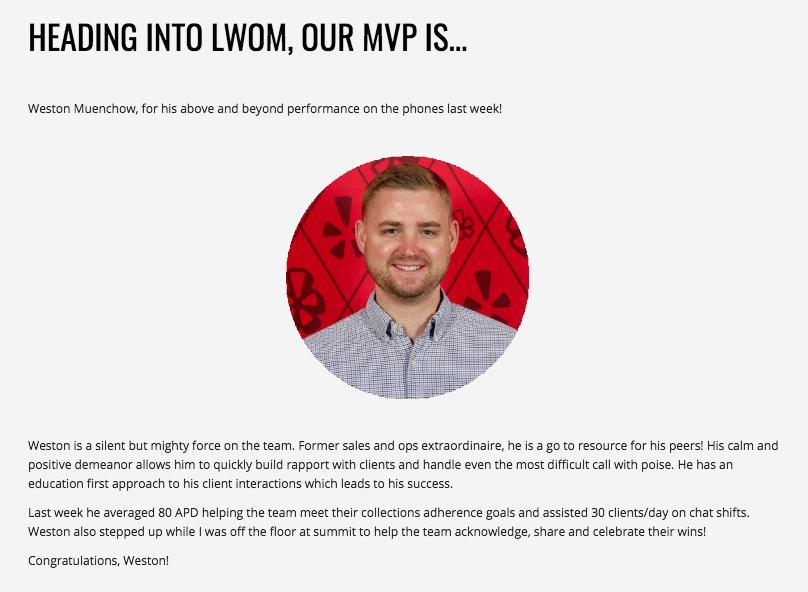 HEADING INTO LWOM, OUR MVP IS...
Weston Muenchow, for his above and beyond performance on the phones last week!
Weston is a silent but mighty force on the team. Former sales and ops extraordinaire, he is a go to resource for his peers! His calm and
positive demeanor allows him to quickly build rapport with clients and handle even the most difficult call with poise. He has an
education first approach to his client interactions which leads to his success.
Last week he averaged 80 APD helping the team meet their collections adherence goals and assisted 30 clients/day on chat shifts.
Weston also stepped up while I was off the floor at summit to help the team acknowledge, share and celebrate their wins!
Congratulations, Weston!